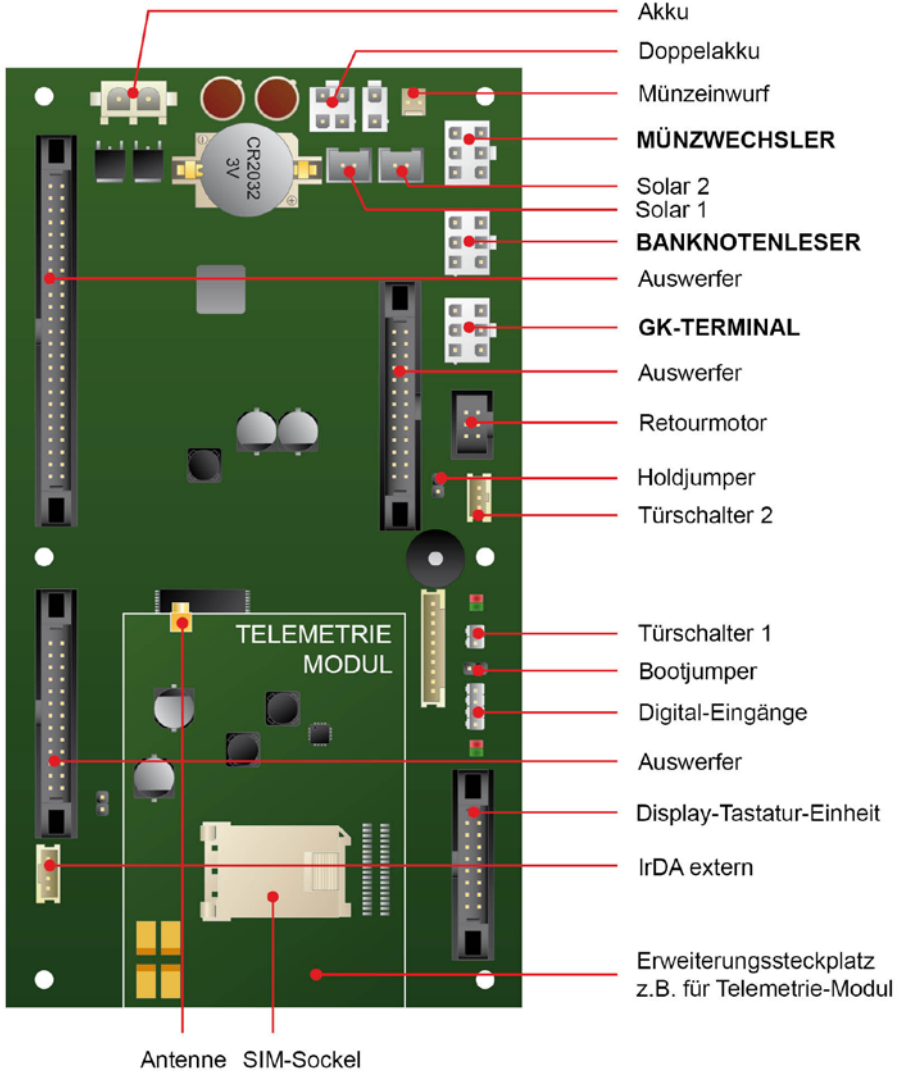 Akku
Doppelakku
Münzeinwurf
MÜNZWECHSLER
Solar 2
Solar 1
BANKNOTENLESER
Auswerfer
GK-TERMINAL
Auswerfer
Retourmotor
Holdjumper
Türschalter 2
Türschalter 1
Bootjumper
Digital-Eingänge
Auswerfer
Display-Tastatur-Einheit
IrDA extern
Erweiterungssteckplatz
z.B. für Telemetrie-Modul
CR2032
3V
TELEMETRIE
MODUL
Antenne SIM-Sockel